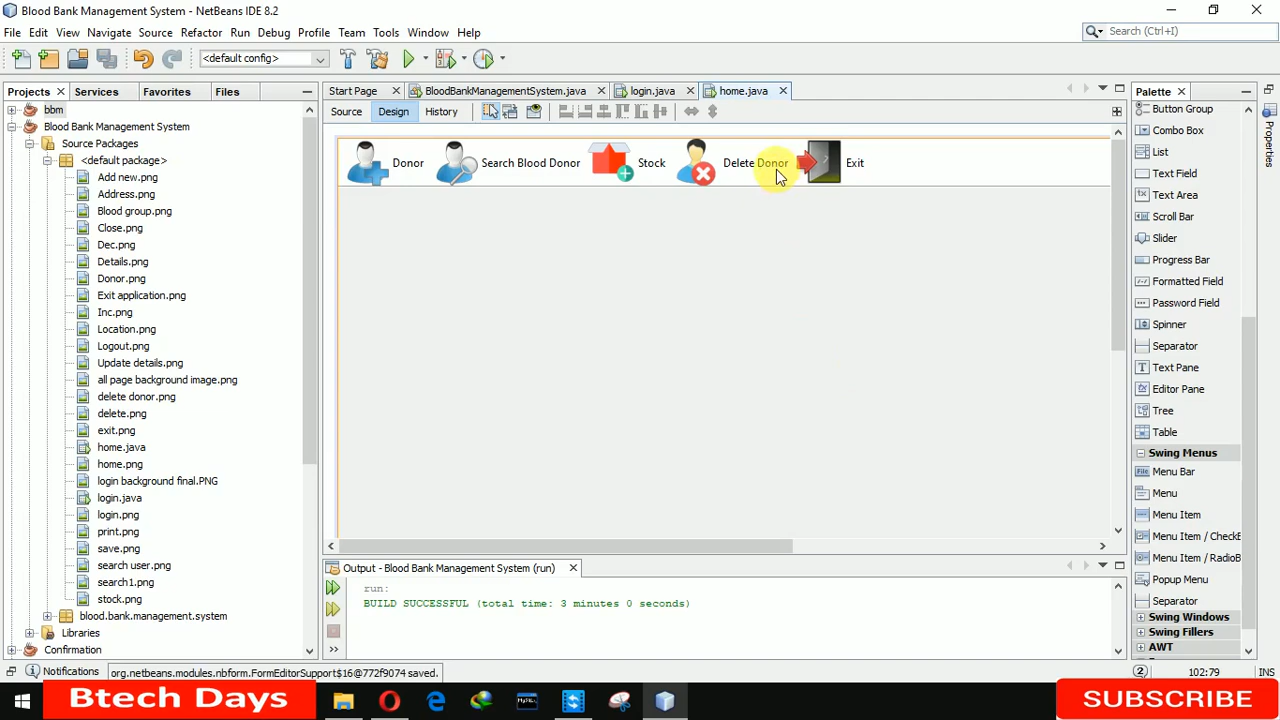 Blood Bank Management System - NetBeans IDE 8.2
File Edit View Navigate Source Refactor Run Debug Profile Team Tools Window Help
Search (Ctrl+I)
<default config>
Projects Services Favorites Files
Start Page BloodBankManagementSystem.java login.java home.java
Palette
Source Design History
bbm
Blood Bank Management System
Source Packages
<default package>
Add new.png
Address.png
Blood group.png
Close.png
Dec.png
Details.png
Donor.png
Exit application.png
Inc.png
Location.png
Logout.png
Update details.png
all page background image.png
delete donor.png
delete.png
exit.png
home.java
home.png
login background final.PNG
login.java
login.png
print.png
save.png
search user.png
search1.png
stock.png
blood.bank.management.system
Libraries
Confirmation
Donor Search Blood Donor Stock Delete Donor Exit
Button Group
Combo Box
List
Text Field
Text Area
Scroll Bar
Slider
Progress Bar
Formatted Field
Password Field
Spinner
Separator
Text Pane
Editor Pane
Tree
Table
Swing Menus
Menu Bar
Menu
Menu Item
Menu Item / CheckB
Menu Item / RadioB
Popup Menu
Separator
Swing Windows
Swing Fillers
AWT
Properties
Output - Blood Bank Management System (run)
run:
BUILD SUCCESSFUL (total time: 3 minutes 0 seconds)
Notifications
org.netbeans.modules.nbform.FormEditorSupport$16@772f9074 saved.
2
102:79
INS
Btech Days
SUBSCRIBE